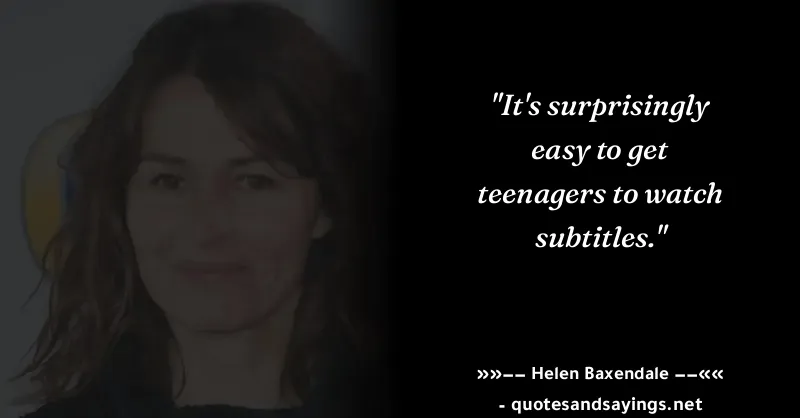 "It's surprisingly
easy to get
teenagers to watch
subtitles."
»»–– Helen Baxendale ––««
- quotesandsayings.net